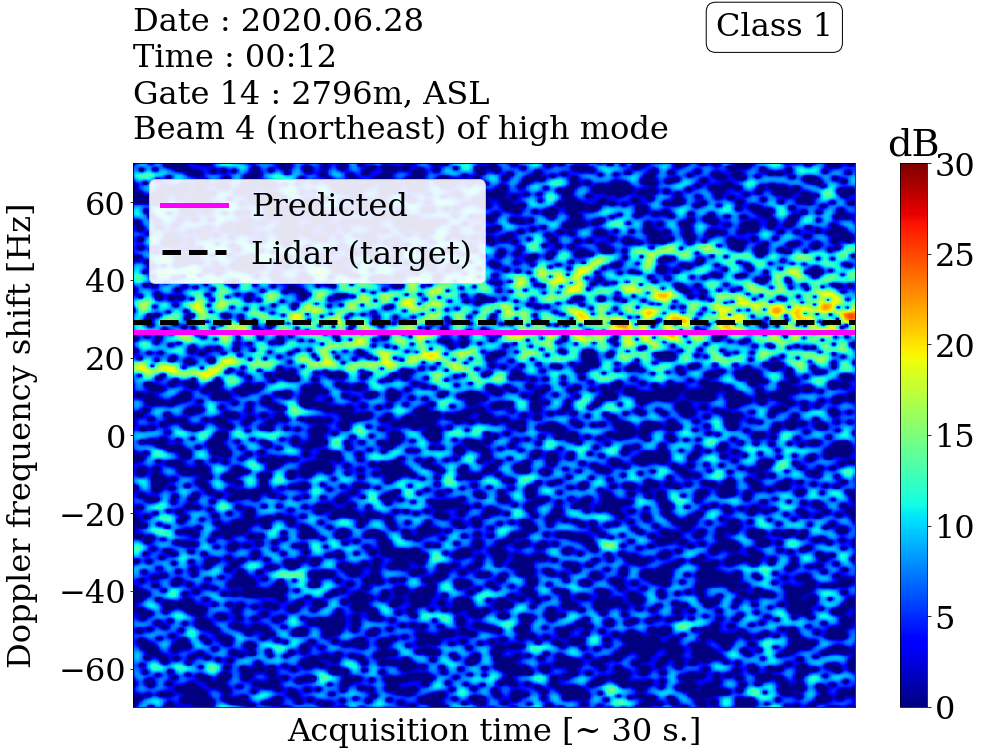 Date : 2020.06.28
Time : 00:12
Gate 14 : 2796m, ASL
Beam 4 (northeast) of high mode
Class 1
dB
Predicted
Lidar (target)
Doppler frequency shift [Hz]
60
40
20
0
−20
−40
−60
Acquisition time [~ 30 s.]
30
25
20
15
10
5
0